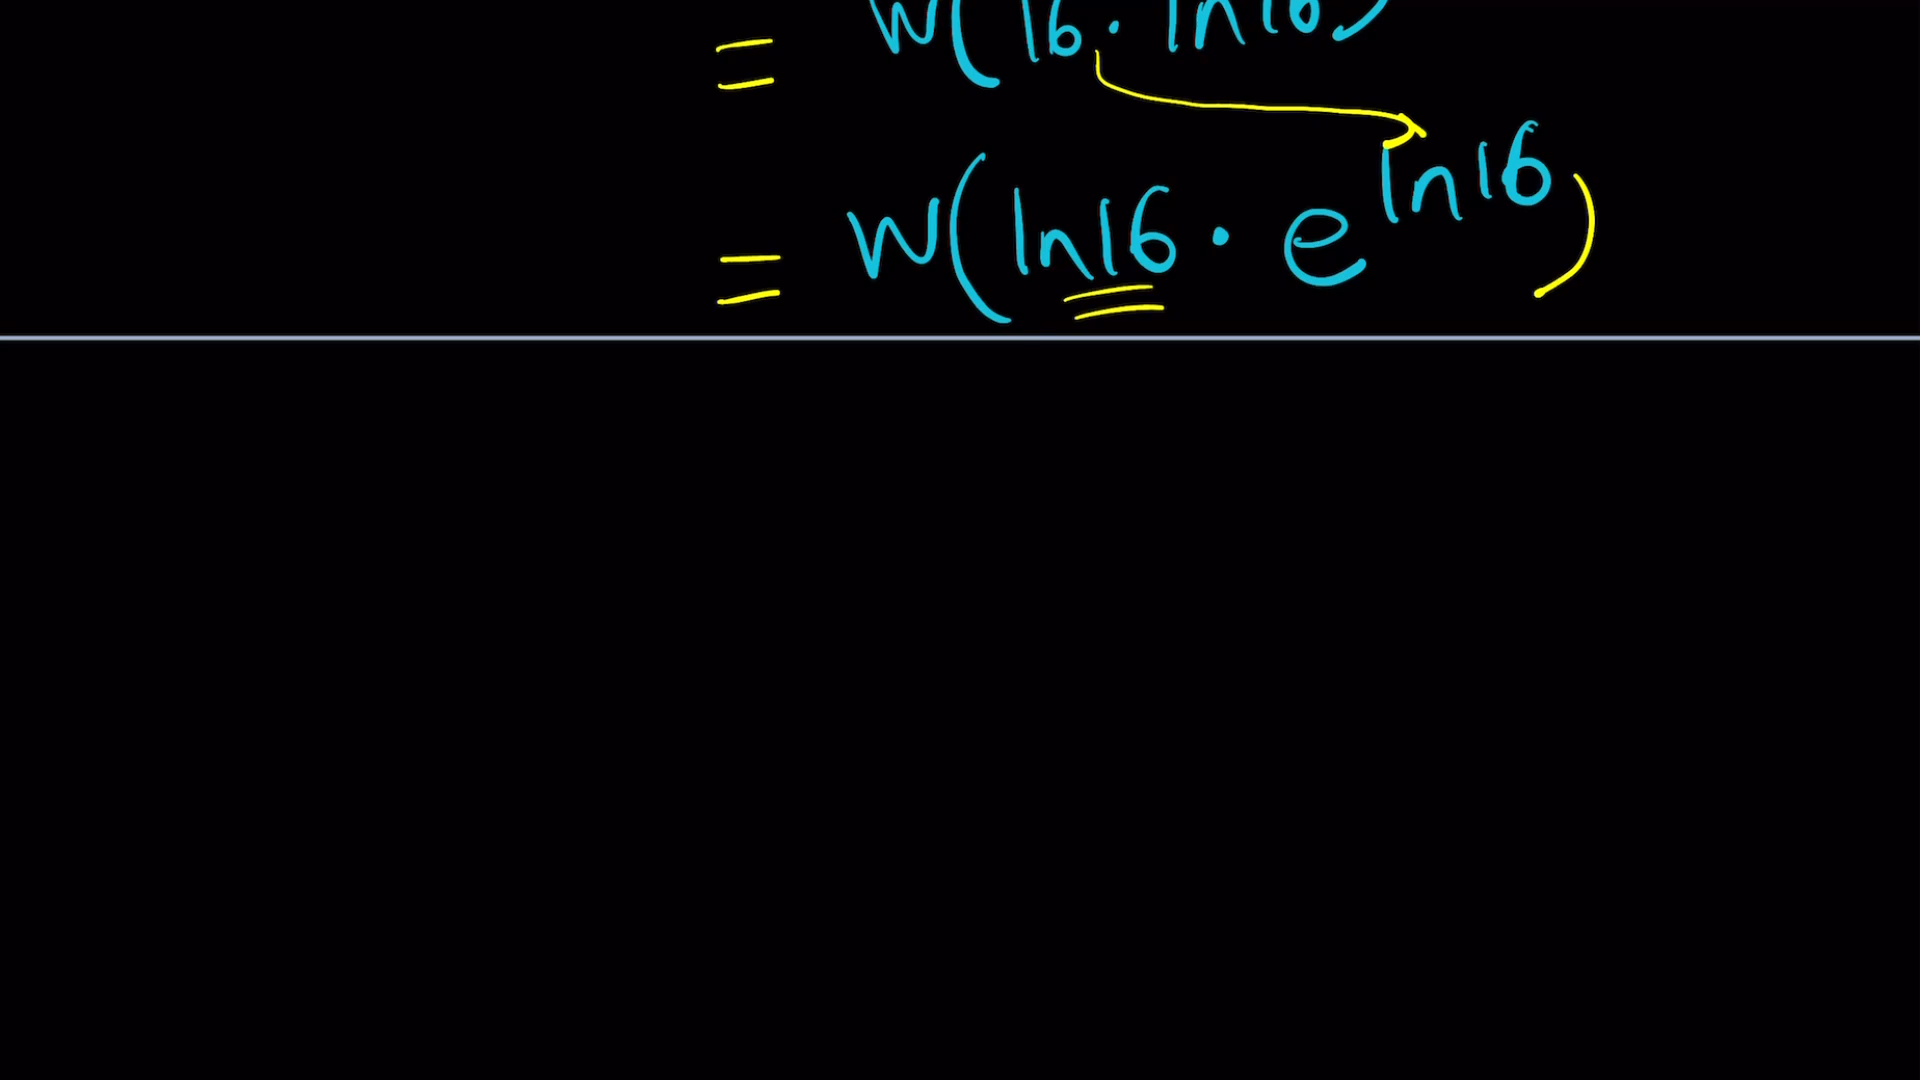 = W(16 · ln16)
= W(ln16 · e^ln16)